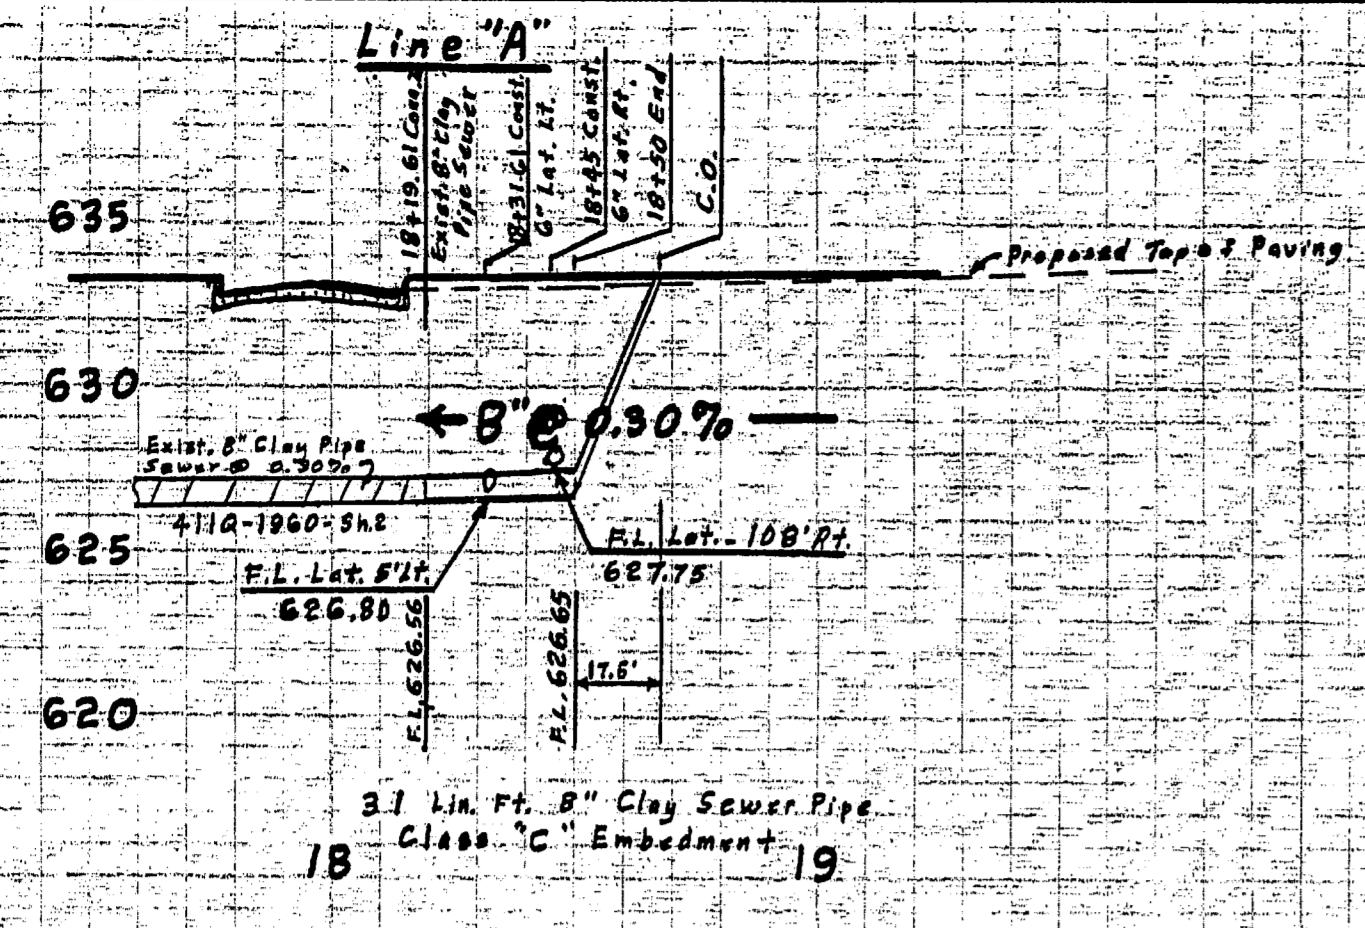 Line "A"
18+19.61 Conn.
Exist. 8" Clay
Pipe Sewer
18+31.61 Const.
6" Lat. Lt.
18+45 Const.
6" Lat. Rt.
18+50 End
C.O.
635
Proposed Top of Paving
630
← 8" @ 0.30%
Exist. 8" Clay Pipe
Sewer @ 0.30%
411Q-1960-Sh.2
625
F.L. Lat. - 108' Rt.
627.75
F.L. Lat. 5' Lt.
626.80
F.L. 626.56
F.L. 626.65
620
31 Lin. Ft. 8" Clay Sewer Pipe
Class "C" Embedment
18
19